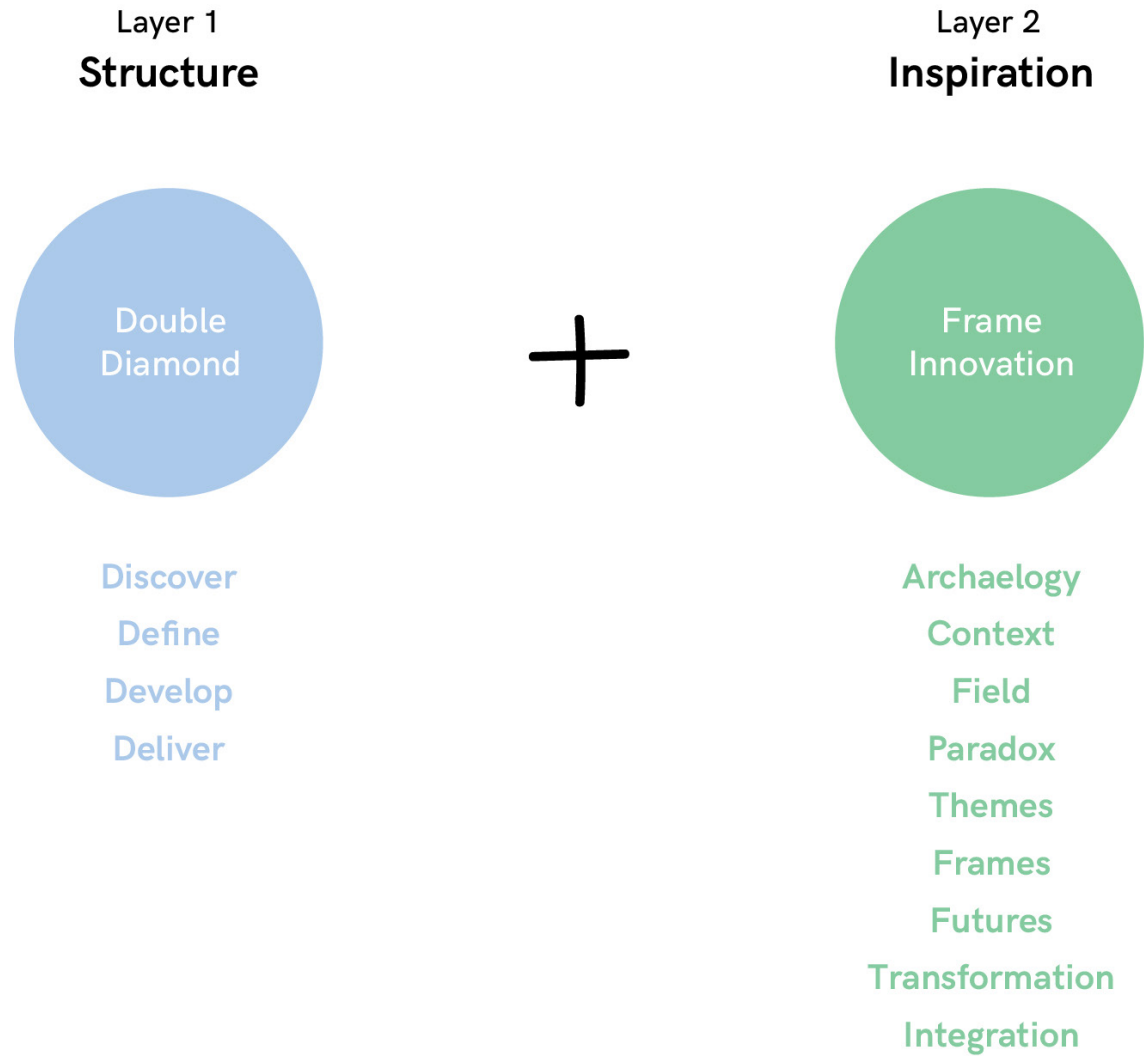 Layer 1
Structure
Double
Diamond
Discover
Define
Develop
Deliver
Layer 2
Inspiration
Frame
Innovation
Archaelogy
Context
Field
Paradox
Themes
Frames
Futures
Transformation
Integration